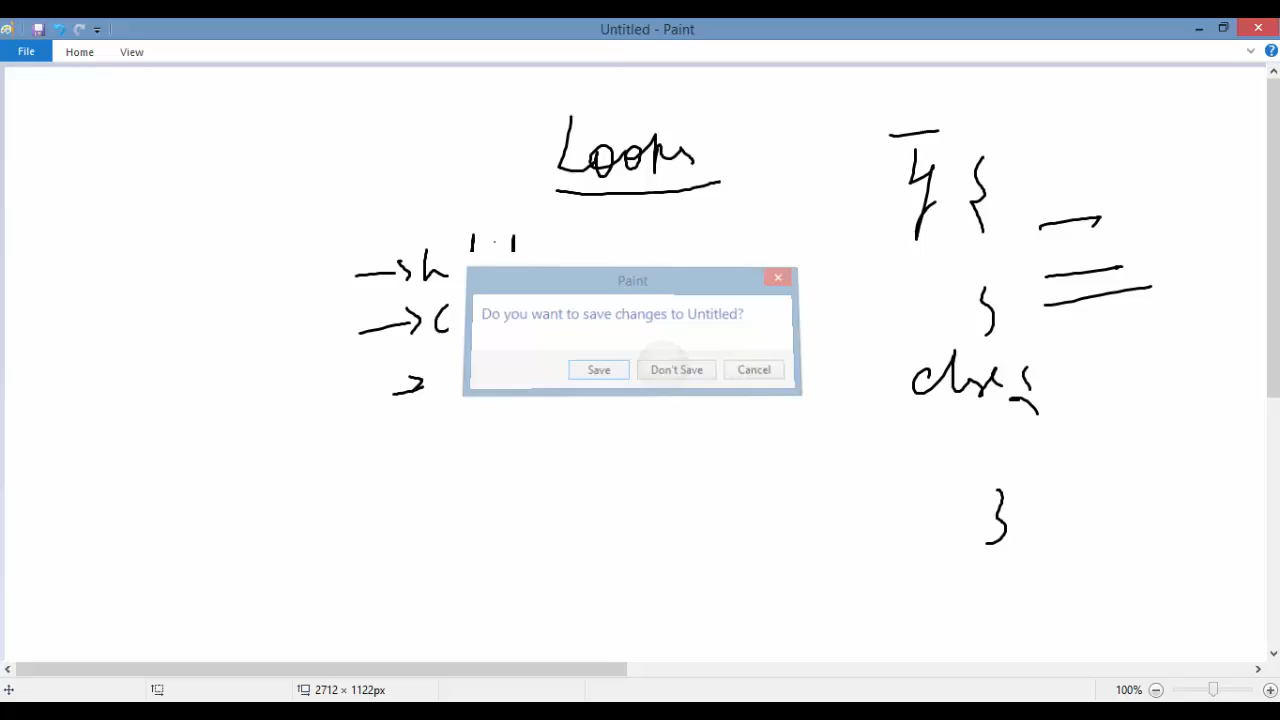 Untitled - Paint
File Home View
Loops
Paint
Do you want to save changes to Untitled?
Save Don't Save Cancel
if {
}
else {
}
2712 × 1122px
100%